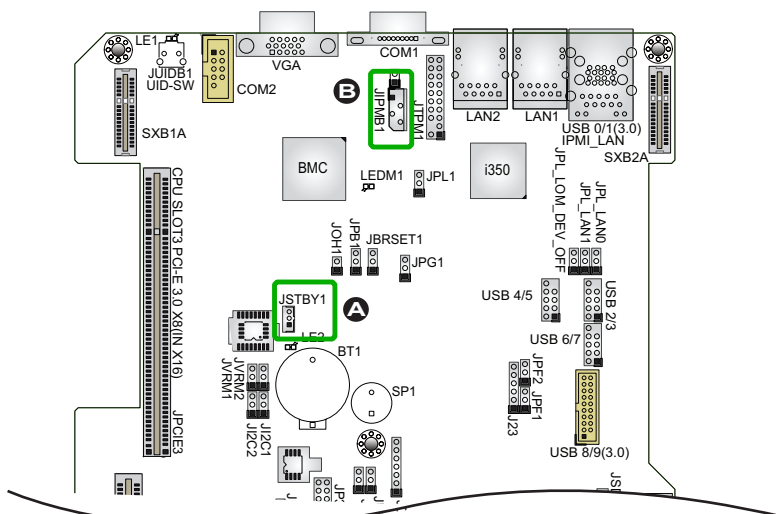 LE1
JUIDB1
UID-SW
COM2
VGA
COM1
B
JIPMB1
JTPM1
LAN2
LAN1
USB 0/1(3.0)
IPMI_LAN
SXB1A
SXB2A
BMC
LEDM1
JPL1
i350
JPL_LOM_DEV_OFF
JPL_LAN1
JPL_LAN0
CPU SLOT3 PCI-E 3.0 X8(IN X16)
JPCIE3
JOH1
JPB1
JBRSET1
JPG1
JSTBY1
A
USB 4/5
USB 2/3
USB 6/7
LE2
BT1
SP1
JVRM1
JVRM2
JI2C2
JI2C1
JPF2
JPF1
J23
USB 8/9(3.0)